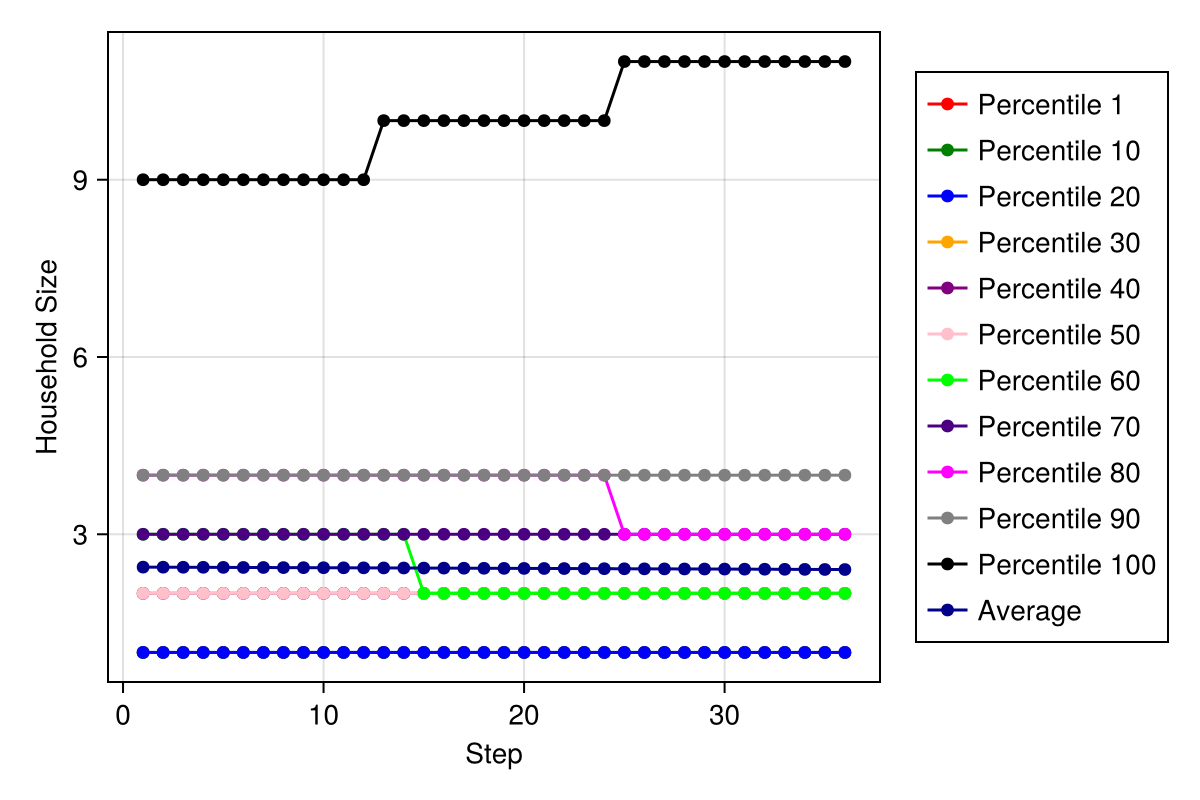 9
6
3
Household Size
0 10 20 30
Step
Percentile 1
Percentile 10
Percentile 20
Percentile 30
Percentile 40
Percentile 50
Percentile 60
Percentile 70
Percentile 80
Percentile 90
Percentile 100
Average